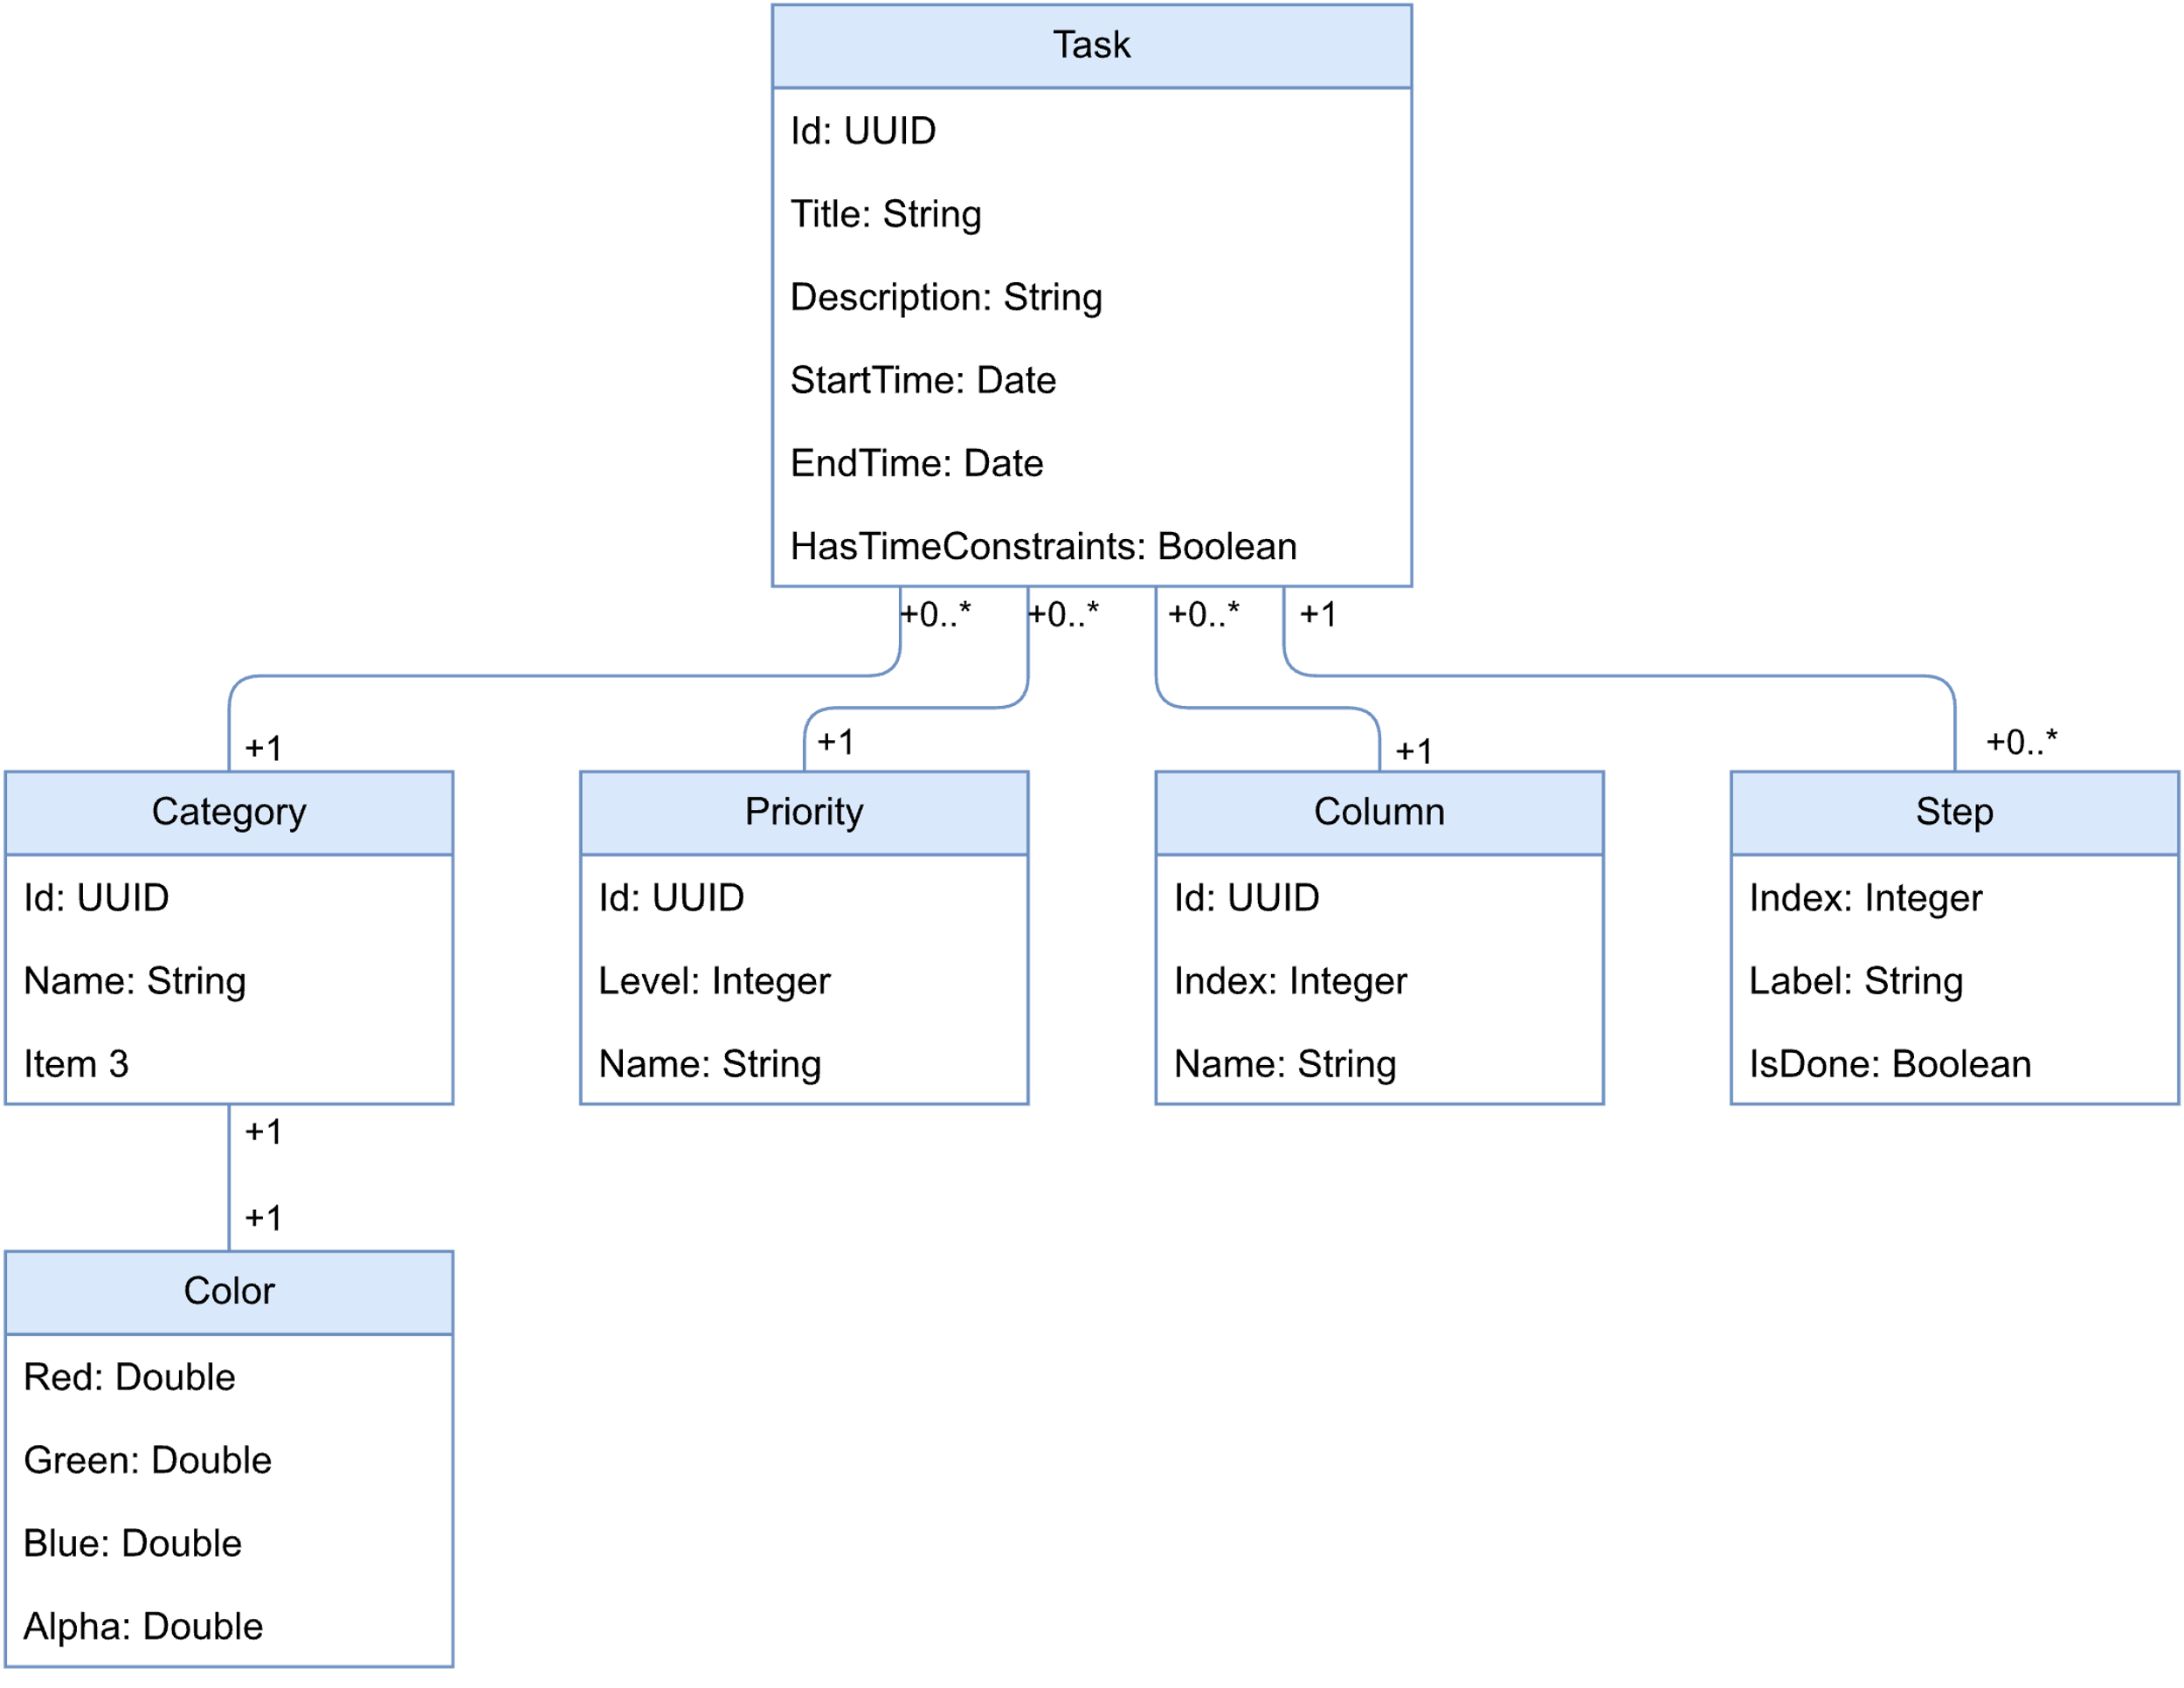 Task
Id: UUID
Title: String
Description: String
StartTime: Date
EndTime: Date
HasTimeConstraints: Boolean
+0..* +0..* +0..* +1
+1 +1 +1 +0..*
Category
Id: UUID
Name: String
Item 3
Priority
Id: UUID
Level: Integer
Name: String
Column
Id: UUID
Index: Integer
Name: String
Step
Index: Integer
Label: String
IsDone: Boolean
+1
+1
Color
Red: Double
Green: Double
Blue: Double
Alpha: Double